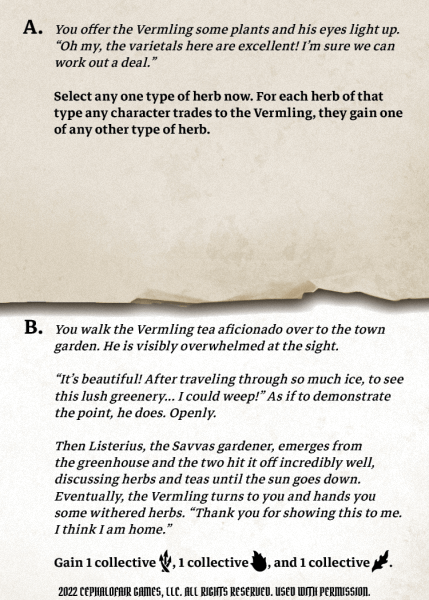 A. You offer the Vermling some plants and his eyes light up.
“Oh my, the varietals here are excellent! I’m sure we can
work out a deal.”
Select any one type of herb now. For each herb of that
type any character trades to the Vermling, they gain one
of any other type of herb.
B. You walk the Vermling tea aficionado over to the town
garden. He is visibly overwhelmed at the sight.
“It’s beautiful! After traveling through so much ice, to see
this lush greenery... I could weep!” As if to demonstrate
the point, he does. Openly.
Then Listerius, the Savvas gardener, emerges from
the greenhouse and the two hit it off incredibly well,
discussing herbs and teas until the sun goes down.
Eventually, the Vermling turns to you and hands you
some withered herbs. “Thank you for showing this to me.
I think I am home.”
Gain 1 collective , 1 collective , and 1 collective .
2022 CEPHALOFAIR GAMES, LLC. ALL RIGHTS RESERVED. USED WITH PERMISSION.